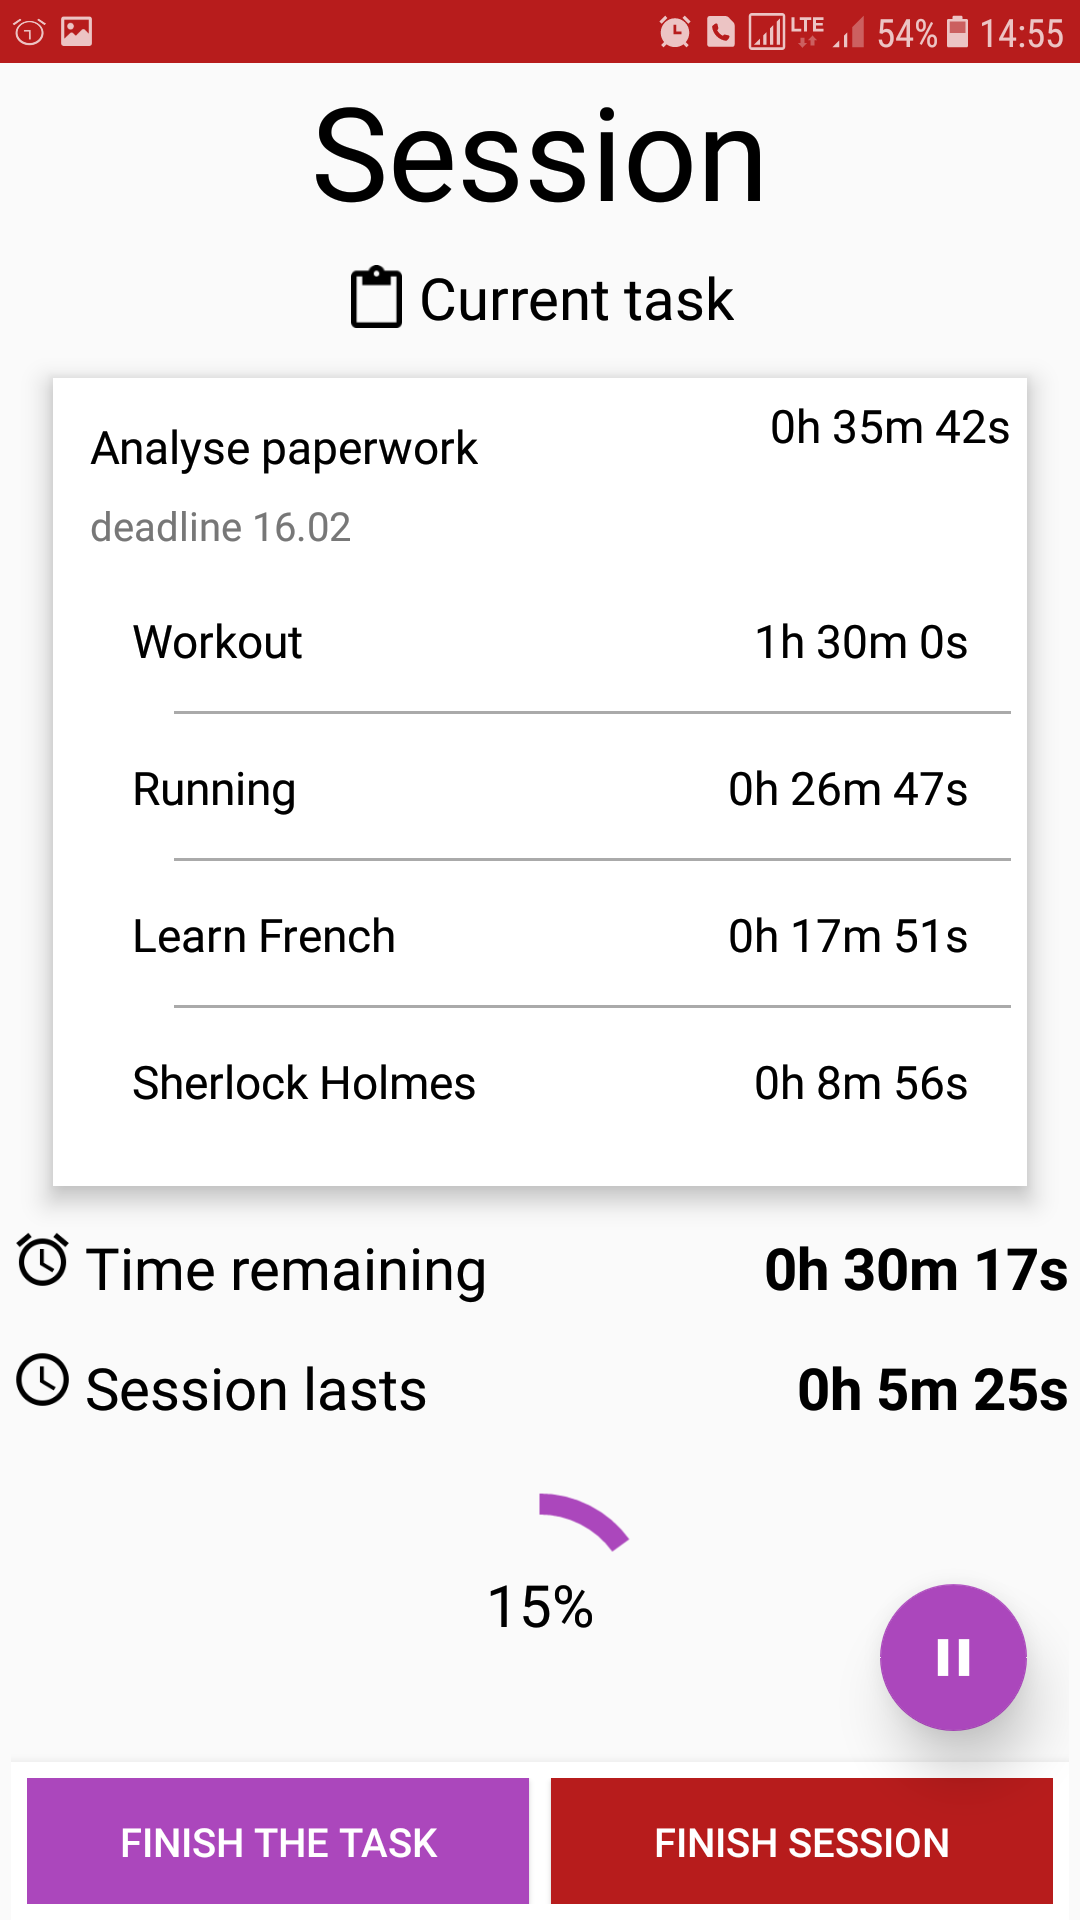 LTE 54% 14:55
Session
Current task
Analyse paperwork 0h 35m 42s
deadline 16.02
Workout 1h 30m 0s
Running 0h 26m 47s
Learn French 0h 17m 51s
Sherlock Holmes 0h 8m 56s
Time remaining 0h 30m 17s
Session lasts 0h 5m 25s
15%
FINISH THE TASK FINISH SESSION